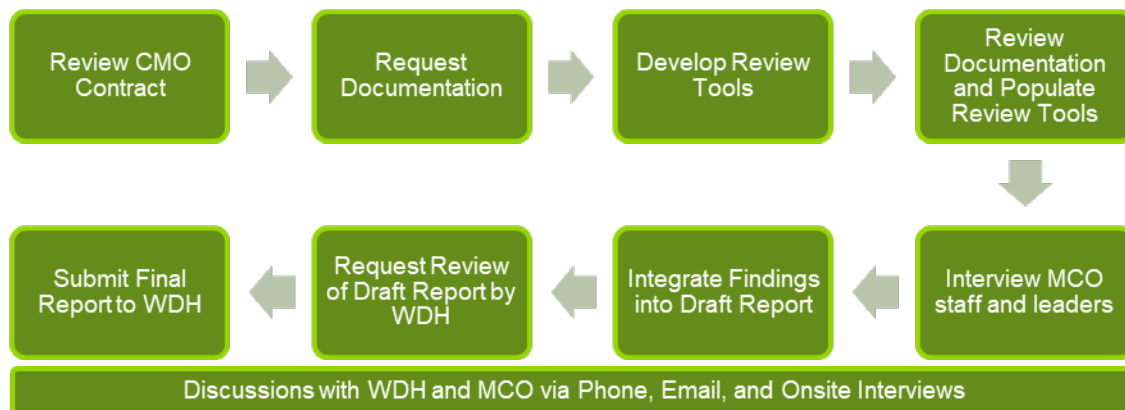 Review CMO
Contract
Request
Documentation
Develop Review
Tools
Review
Documentation
and Populate
Review Tools
Interview MCO
staff and leaders
Integrate Findings
into Draft Report
Request Review
of Draft Report by
WDH
Submit Final
Report to WDH
Discussions with WDH and MCO via Phone, Email, and Onsite Interviews